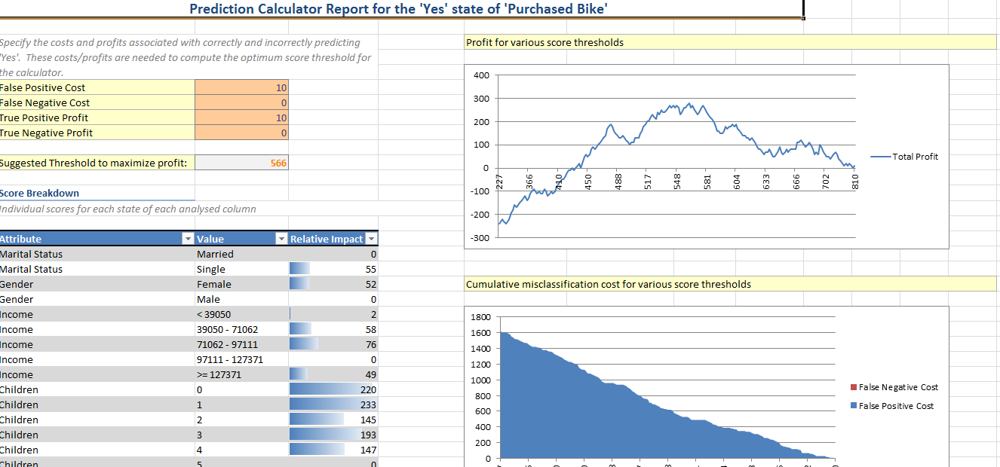 Prediction Calculator Report for the 'Yes' state of 'Purchased Bike'
Specify the costs and profits associated with correctly and incorrectly predicting
'Yes'. These costs/profits are needed to compute the optimum score threshold for
the calculator.
False Positive Cost 10
False Negative Cost 0
True Positive Profit 10
True Negative Profit 0
Suggested Threshold to maximize profit: 566
Score Breakdown
Individual scores for each state of each analysed column
Attribute Value Relative Impact
Marital Status Married 0
Marital Status Single 55
Gender Female 52
Gender Male 0
Income < 39050 2
Income 39050 - 71062 58
Income 71062 - 97111 76
Income 97111 - 127371 0
Income >= 127371 49
Children 0 220
Children 1 233
Children 2 145
Children 3 193
Children 4 147
Children 5 0
Profit for various score thresholds
400
300
200
100
0
-100
-200
-300
227 366 410 450 488 517 548 581 604 633 666 702 810
Total Profit
Cumulative misclassification cost for various score thresholds
1800
1600
1400
1200
1000
800
600
400
200
0
False Negative Cost
False Positive Cost